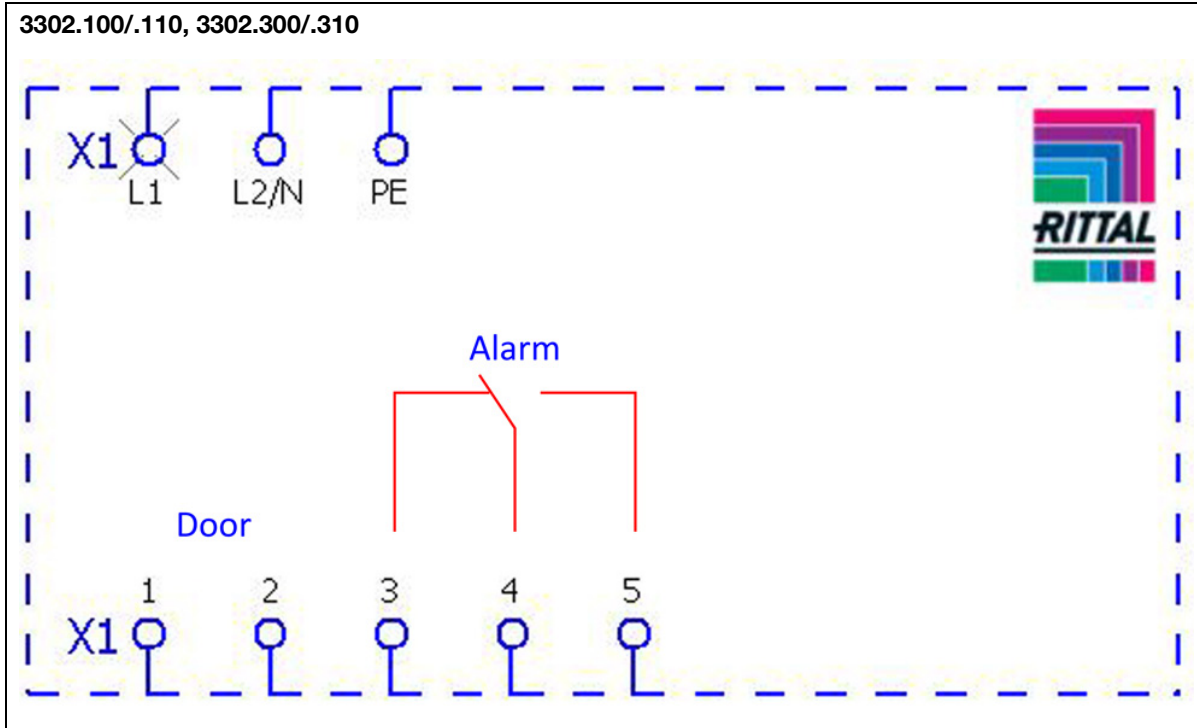 3302.100/.110, 3302.300/.310
X1
L1 L2/N PE
RITTAL
Alarm
Door
1 2 3 4 5
X1